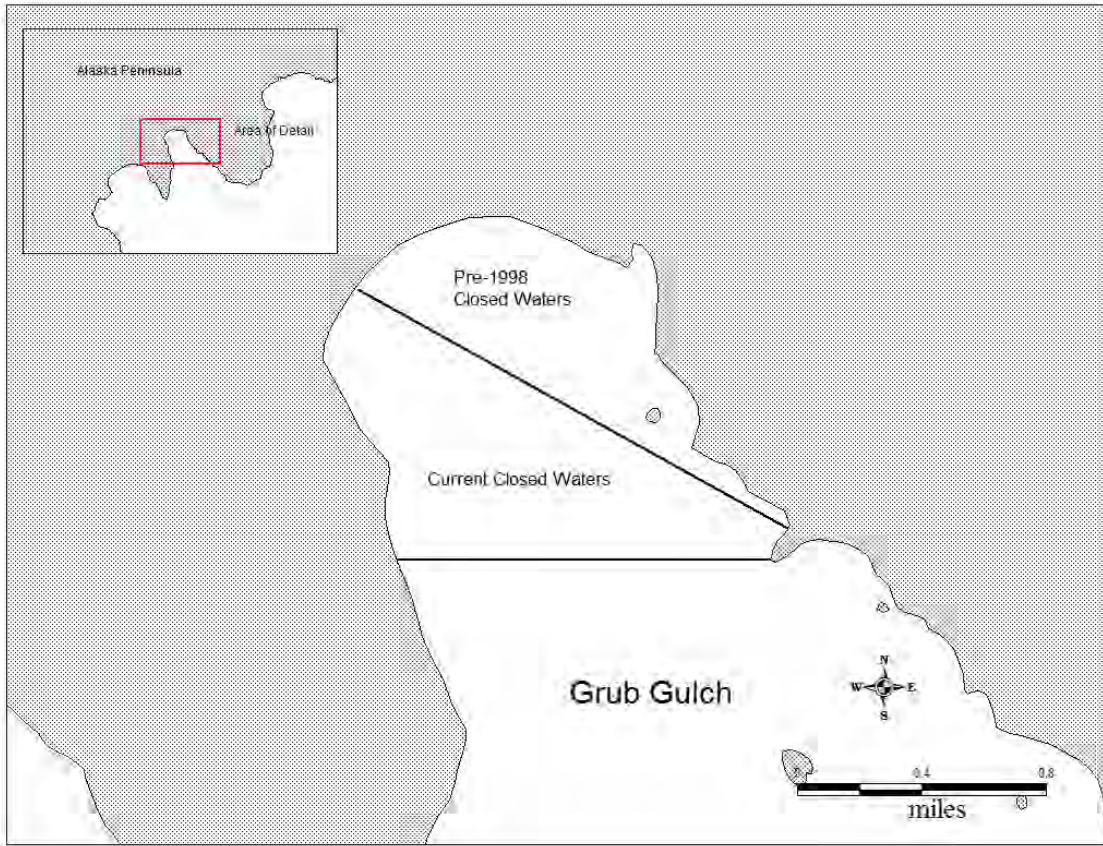 Alaska Peninsula
Area of Detail
Pre-1998
Closed Waters
Current Closed Waters
Grub Gulch
N
W E
S
0 0.4 0.8
miles